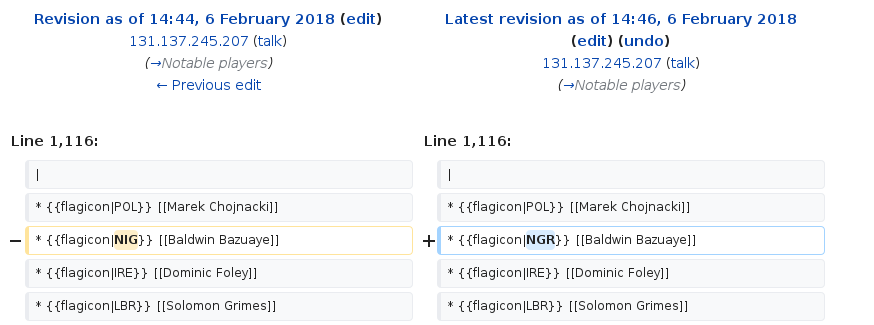 Revision as of 14:44, 6 February 2018 (edit)
131.137.245.207 (talk)
(→Notable players)
← Previous edit
Latest revision as of 14:46, 6 February 2018
(edit) (undo)
131.137.245.207 (talk)
(→Notable players)
Line 1,116:
Line 1,116:
|
|
* {{flagicon|POL}} [[Marek Chojnacki]]
* {{flagicon|POL}} [[Marek Chojnacki]]
− * {{flagicon|NIG}} [[Baldwin Bazuaye]]
+ * {{flagicon|NGR}} [[Baldwin Bazuaye]]
* {{flagicon|IRE}} [[Dominic Foley]]
* {{flagicon|IRE}} [[Dominic Foley]]
* {{flagicon|LBR}} [[Solomon Grimes]]
* {{flagicon|LBR}} [[Solomon Grimes]]